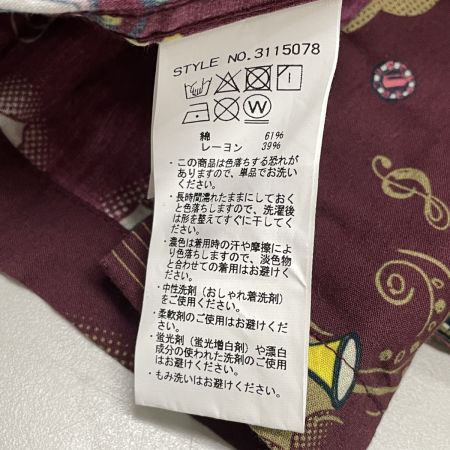 STYLE NO.3115078
W
綿 61%
レーヨン 39%
・この商品は色落ちする恐れが
ありますので、単品でお洗い
ください。
・長時間濡れたままにしておく
と色落ちしますので、洗濯後
は形を整えてすぐに干してく
ださい。
・濃色は着用時の汗や摩擦によ
り色落ちしますので、淡色物
と合わせての着用はお避けく
ださい。
・中性洗剤（おしゃれ着洗剤）
をご使用ください。
・柔軟剤のご使用はお避けくだ
さい。
・蛍光剤（蛍光増白剤）や漂白
成分の使われた洗剤のご使用
はお避けください。
・もみ洗いはお避けください。